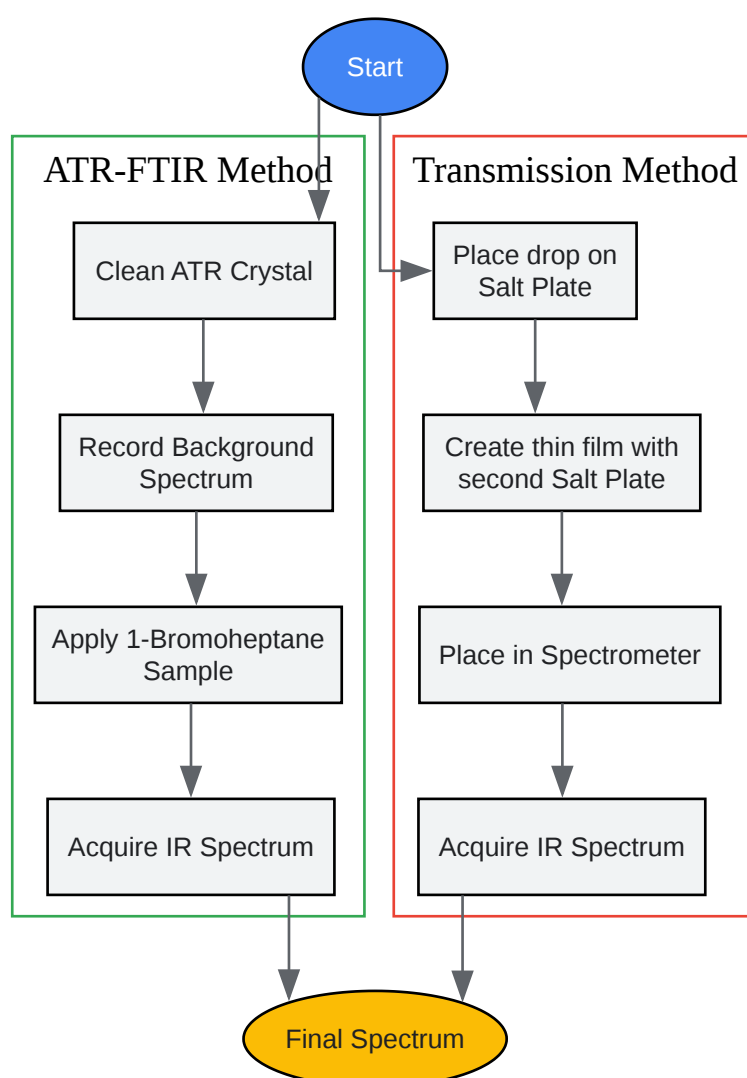 Start
ATR-FTIR Method
Clean ATR Crystal
Record Background
Spectrum
Apply 1-Bromoheptane
Sample
Acquire IR Spectrum
Transmission Method
Place drop on
Salt Plate
Create thin film with
second Salt Plate
Place in Spectrometer
Acquire IR Spectrum
Final Spectrum